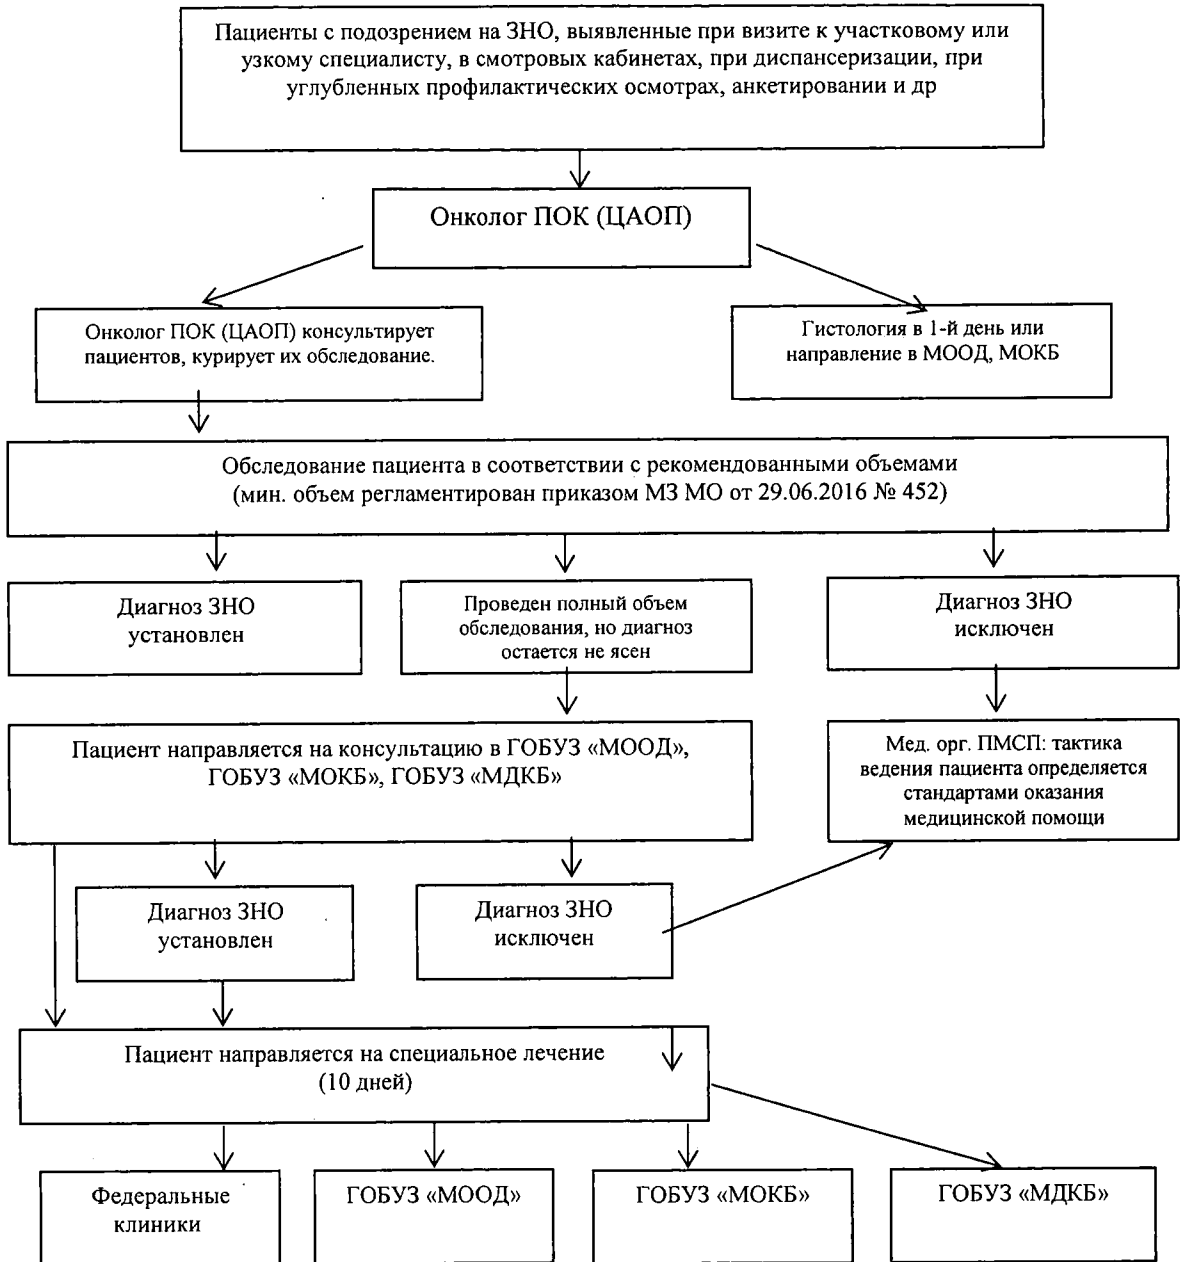 Пациенты с подозрением на ЗНО, выявленные при визите к участковому или
узкому специалисту, в смотровых кабинетах, при диспансеризации, при
углубленных профилактических осмотрах, анкетировании и др
Онколог ПОК (ЦАОП)
Онколог ПОК (ЦАОП) консультирует
пациентов, курирует их обследование.
Гистология в 1-й день или
направление в МООД, МОКБ
Обследование пациента в соответствии с рекомендованными объемами
(мин. объем регламентирован приказом МЗ МО от 29.06.2016 № 452)
Диагноз ЗНО
установлен
Проведен полный объем
обследования, но диагноз
остается не ясен
Диагноз ЗНО
исключен
Пациент направляется на консультацию в ГОБУЗ «МООД»,
ГОБУЗ «МОКБ», ГОБУЗ «МДКБ»
Мед. орг. ПМСП: тактика
ведения пациента определяется
стандартами оказания
медицинской помощи
Диагноз ЗНО
установлен
Диагноз ЗНО
исключен
Пациент направляется на специальное лечение
(10 дней)
Федеральные
клиники
ГОБУЗ «МООД»
ГОБУЗ «МОКБ»
ГОБУЗ «МДКБ»